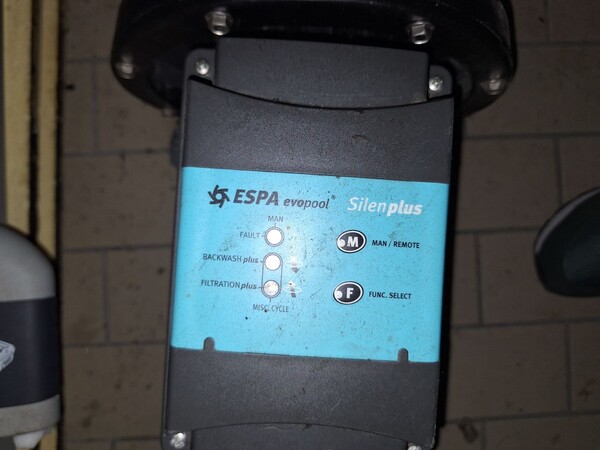 ESPA evopool® Silenplus
MAN
FAULT
M MAN / REMOTE
BACKWASH plus
FILTRATION plus
F FUNC. SELECT
MISC. CYCLE